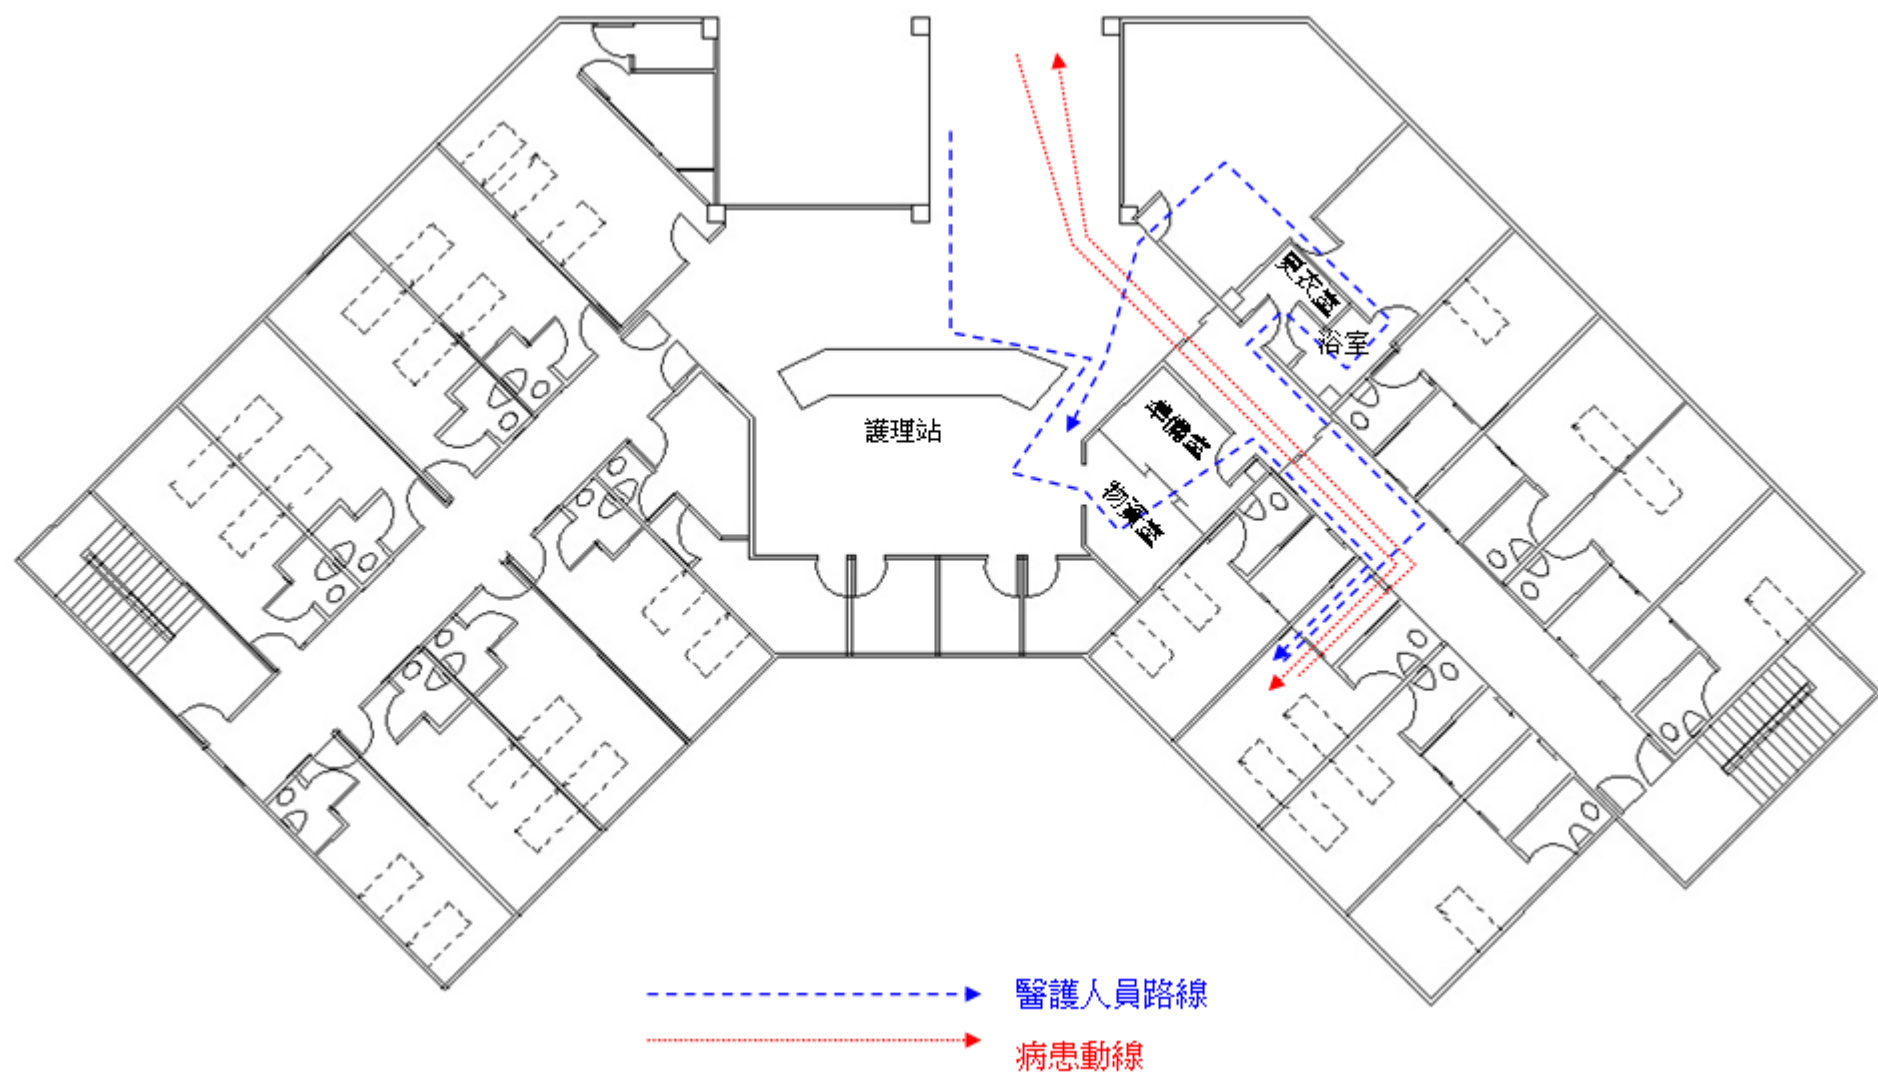 更衣室
浴室
護理站
準備室
物資室
醫護人員路線
病患動線